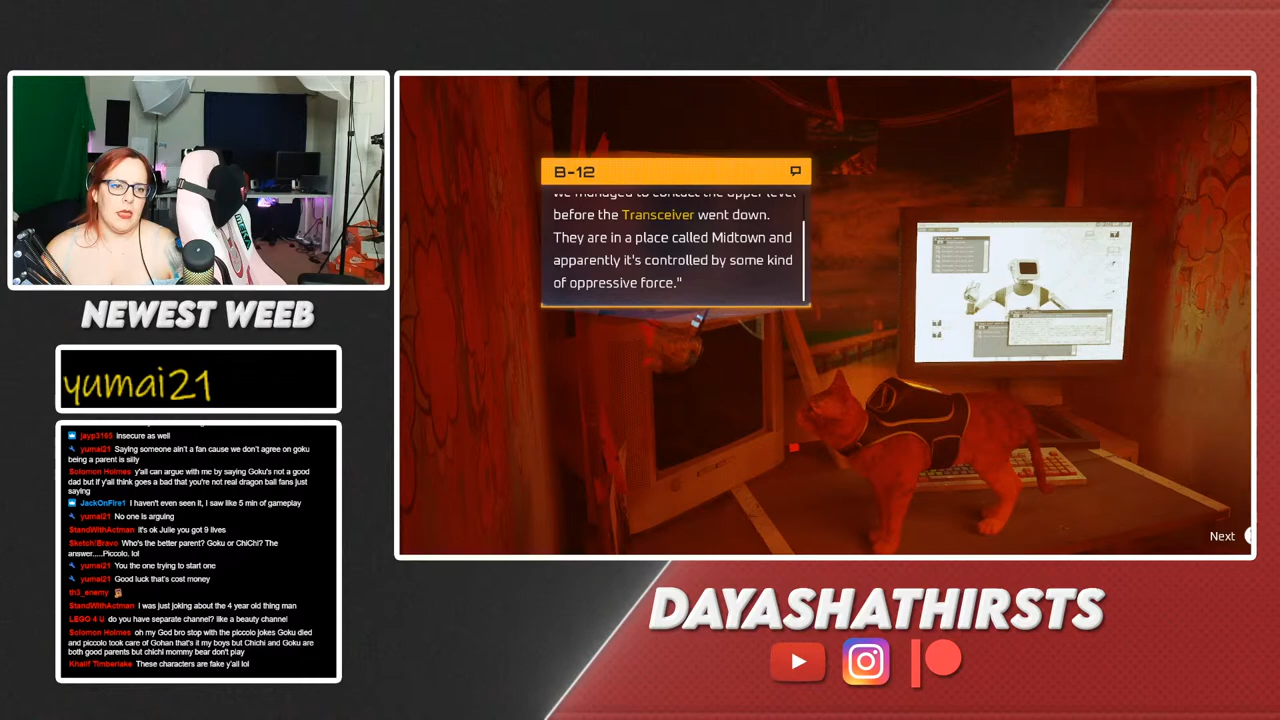 B-12
we managed to contact the upper level
before the Transceiver went down.
They are in a place called Midtown and
apparently it's controlled by some kind
of oppressive force."
Next
NEWEST WEEB
yumai21
jayp3165 Insecure as well
yumai21 Saying someone ain't a fan cause we don't agree on goku
being a parent is silly
Solomon Holmes y'all can argue with me by saying Goku's not a good
dad but if y'all think goes a bad that you're not real dragon ball fans just
saying
JackOnFire1 I haven't even seen it, I saw like 5 min of gameplay
yumai21 No one is arguing
StandWithActman It's ok Julie you got 9 lives
Sketch!Bravo Who's the better parent? Goku or ChiChi? The
answer.....Piccolo, lol
yumai21 You the one trying to start one
yumai21 Good luck that's cost money
th3_enemy
StandWithActman I was just joking about the 4 year old thing man
LEGO 4 U do you have separate channel? like a beauty channel
Solomon Holmes oh my God bro stop with the piccolo jokes Goku died
and piccolo took care of Gohan that's it my boys but Chichi and Goku are
both good parents but chichi mommy bear don't play
Khalif Timberlake These characters are fake y'all lol
DAYASHATHIRSTS